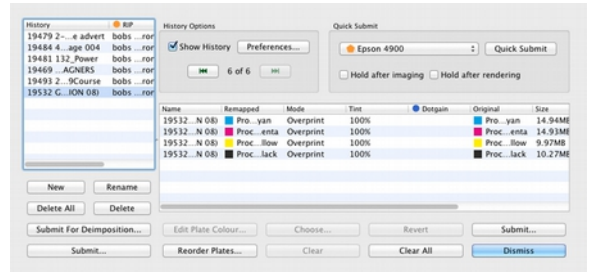 History RIP
19479 2-...e advert bobs ...ror
19484 4...age 004 bobs ...ror
19481 132_Power bobs ...ror
19469 ...AGNERS bobs ...ror
19493 2...9Course bobs ...ror
19532 G...ION 08) bobs ...ror
New Rename
Delete All Delete
Submit For Deimposition...
Submit...
History Options
Show History Preferences...
6 of 6
Quick Submit
Epson 4900 Quick Submit
Hold after imaging Hold after rendering
Name Remapped Mode Tint Dotgain Original Size
19532...N 08) Pro...yan Overprint 100% Pro...yan 14.94ME
19532...N 08) Proc...enta Overprint 100% Proc...enta 14.93ME
19532...N 08) Proc...llow Overprint 100% Proc...llow 9.97MB
19532...N 08) Proc...lack Overprint 100% Proc...lack 10.27ME
Edit Plate Colour... Choose... Revert Submit...
Reorder Plates... Clear Clear All Dismiss